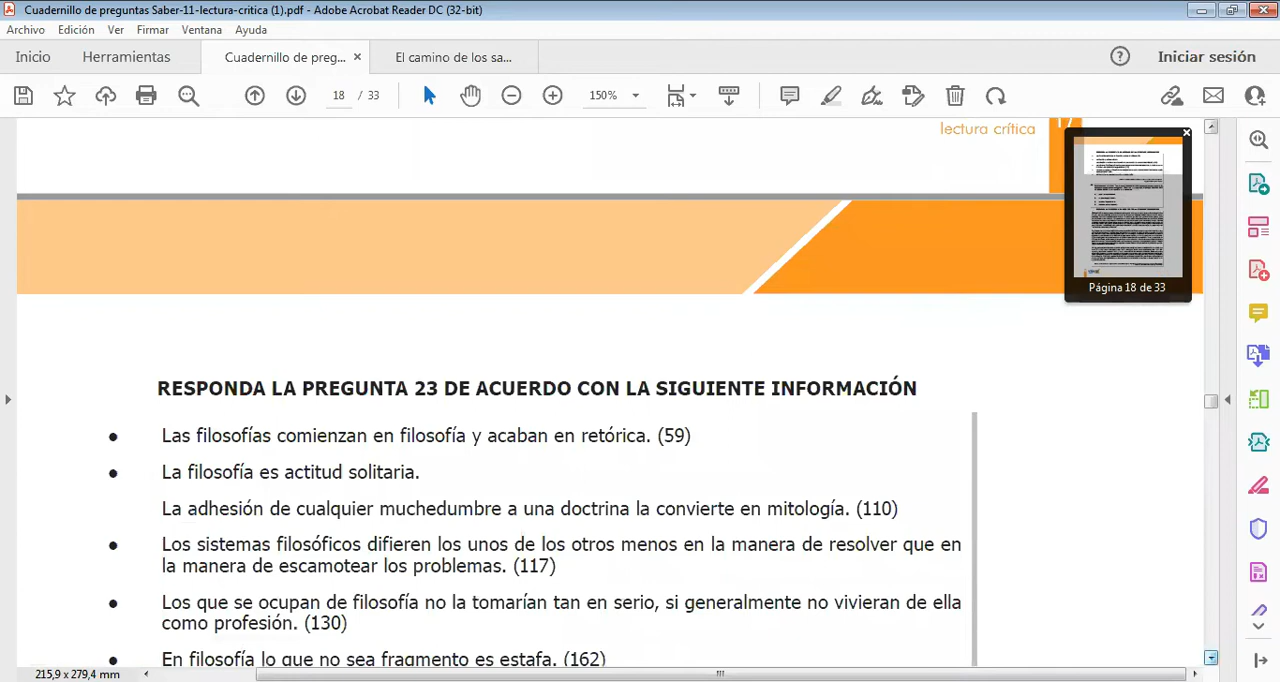 Cuadernillo de preguntas Saber-11-lectura-critica (1).pdf - Adobe Acrobat Reader DC (32-bit)
Archivo Edición Ver Firmar Ventana Ayuda
Inicio Herramientas Cuadernillo de preg... × El camino de los sa... Iniciar sesión
18 / 33 150%
lectura crítica 17
Página 18 de 33
RESPONDA LA PREGUNTA 23 DE ACUERDO CON LA SIGUIENTE INFORMACIÓN
● Las filosofías comienzan en filosofía y acaban en retórica. (59)
● La filosofía es actitud solitaria.
La adhesión de cualquier muchedumbre a una doctrina la convierte en mitología. (110)
● Los sistemas filosóficos difieren los unos de los otros menos en la manera de resolver que en
la manera de escamotear los problemas. (117)
● Los que se ocupan de filosofía no la tomarían tan en serio, si generalmente no vivieran de ella
como profesión. (130)
● En filosofía lo que no sea fragmento es estafa. (162)
215,9 x 279,4 mm